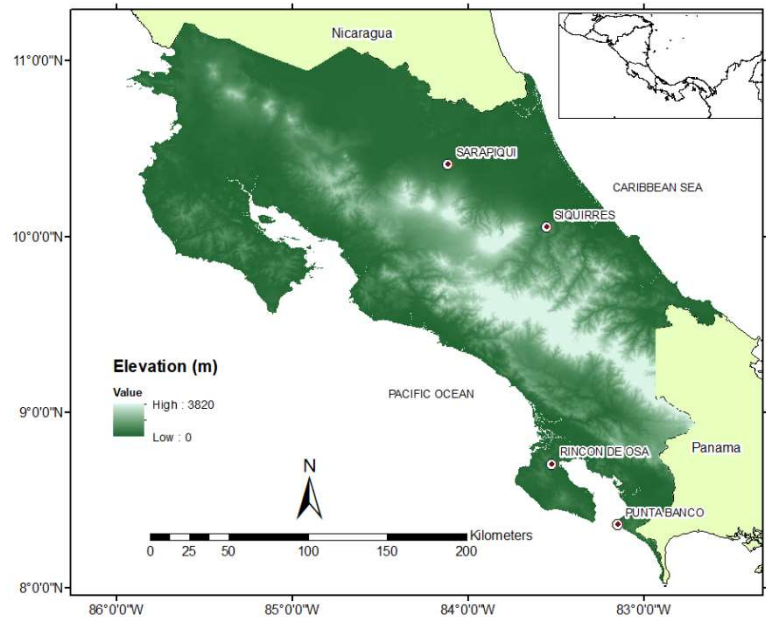 11°0'0"N
Nicaragua
SARAPIQUI
CARIBBEAN SEA
SIQUIRRES
10°0'0"N
Elevation (m)
Value
High : 3820
Low : 0
PACIFIC OCEAN
9°0'0"N
RINCON DE OSA
Panama
N
PUNTA BANCO
Kilometers
0 25 50 100 150 200
8°0'0"N
86°0'0"W 85°0'0"W 84°0'0"W 83°0'0"W